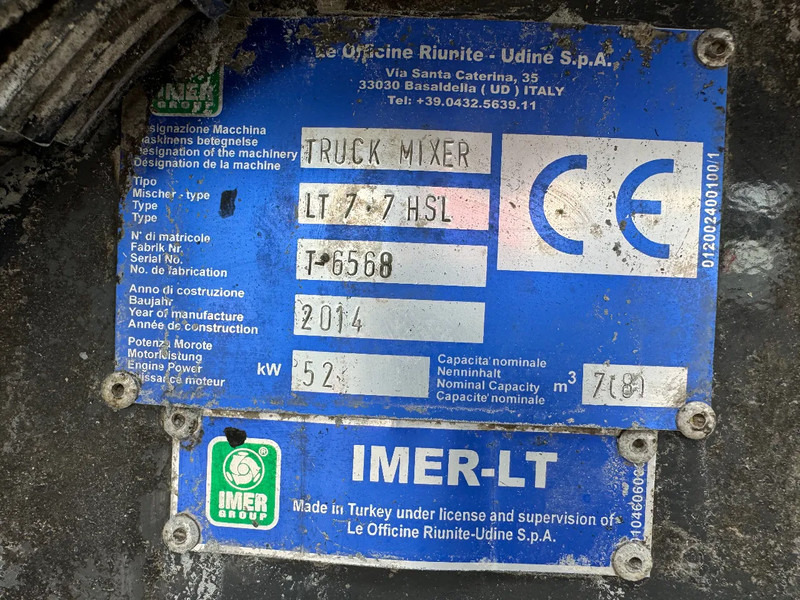 IMER
GROUP
Le Officine Riunite - Udine S.p.A.
Via Santa Caterina, 35
33030 Basaldella ( UD ) ITALY
Tel: +39.0432.5639.11
Designazione Macchina
Maskinens betegnelse
Designation of the machinery
Désignation de la machine
TRUCK MIXER
Tipo
Mischer - type
Type
Type
LT 7·7 HSL
CE
N° di matricole
Fabrik Nr.
Serial No.
No. de fabrication
T-6568
Anno di costruzione
Baujahr
Year of manufacture
Année de construction
2014
Potenza Morote
Motorleistung
Engine Power
Puissance moteur
kW
52
Capacita' nominale
Nenninhalt
Nominal Capacity
Capacite' nominale
m³
7(8)
012002400100/1
IMER®
GROUP
IMER-LT
Made in Turkey under license and supervision of
Le Officine Riunite-Udine S.p.A.